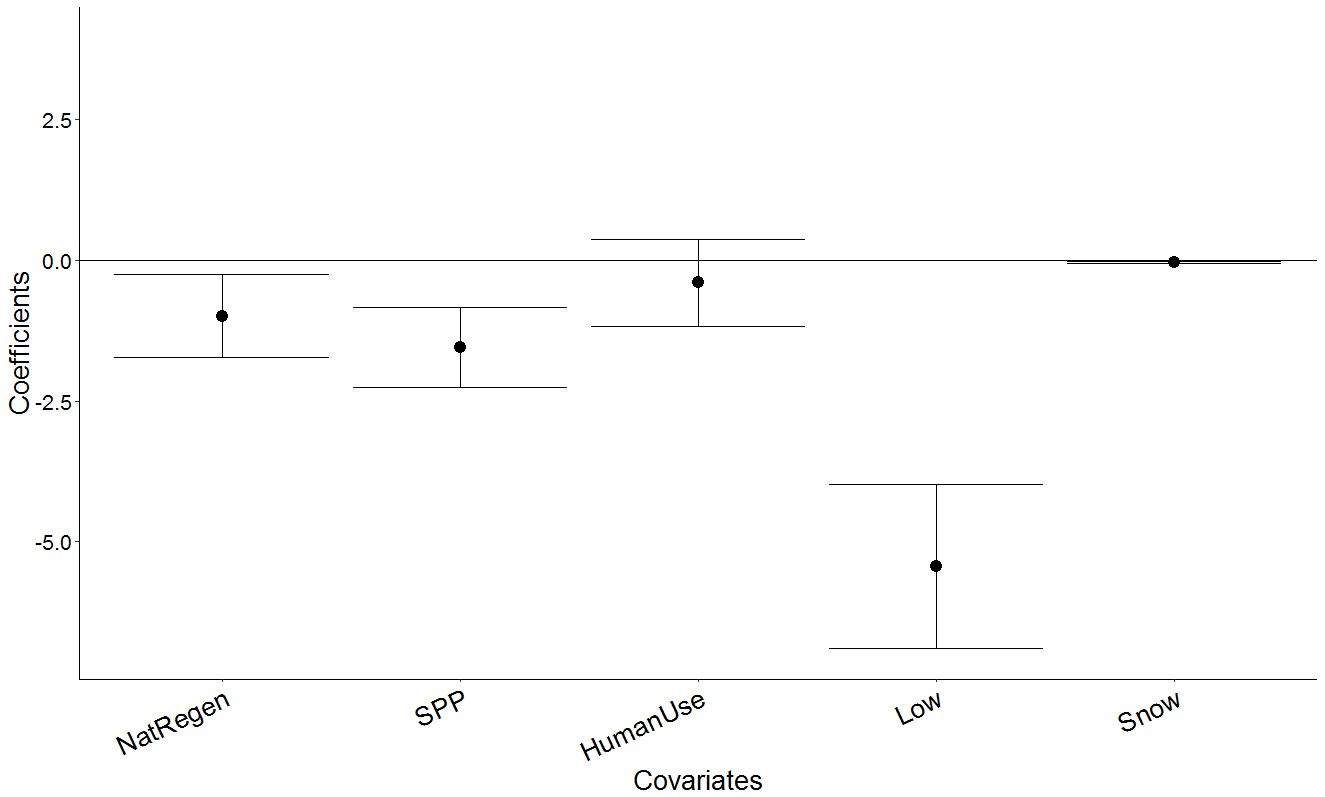 Coefficients
2.5
0.0
-2.5
-5.0
NatRegen
SPP
HumanUse
Low
Snow
Covariates